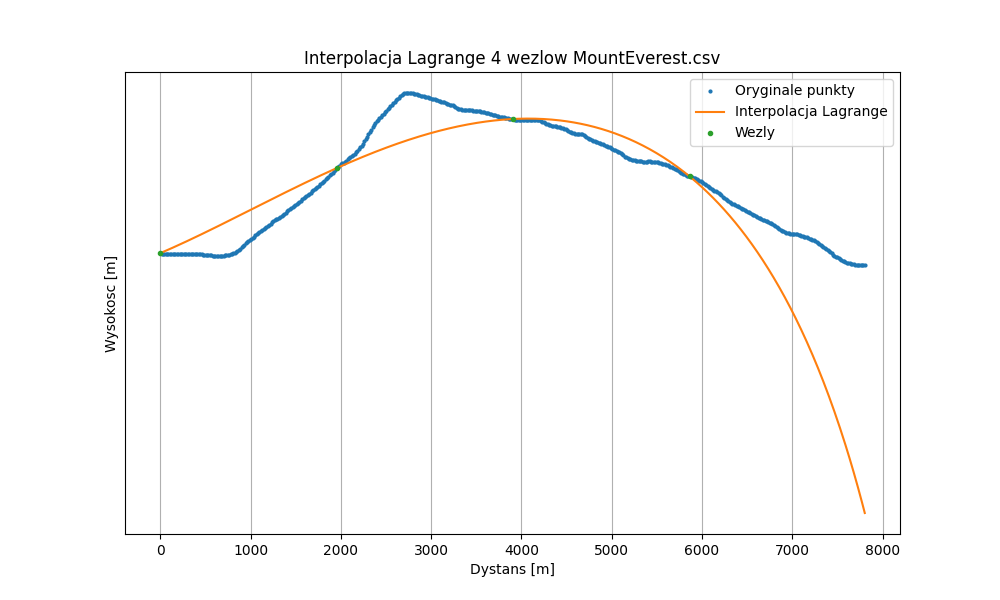 Interpolacja Lagrange 4 wezlow MountEverest.csv
Oryginale punkty
Interpolacja Lagrange
Wezly
Wysokosc [m]
0 1000 2000 3000 4000 5000 6000 7000 8000
Dystans [m]